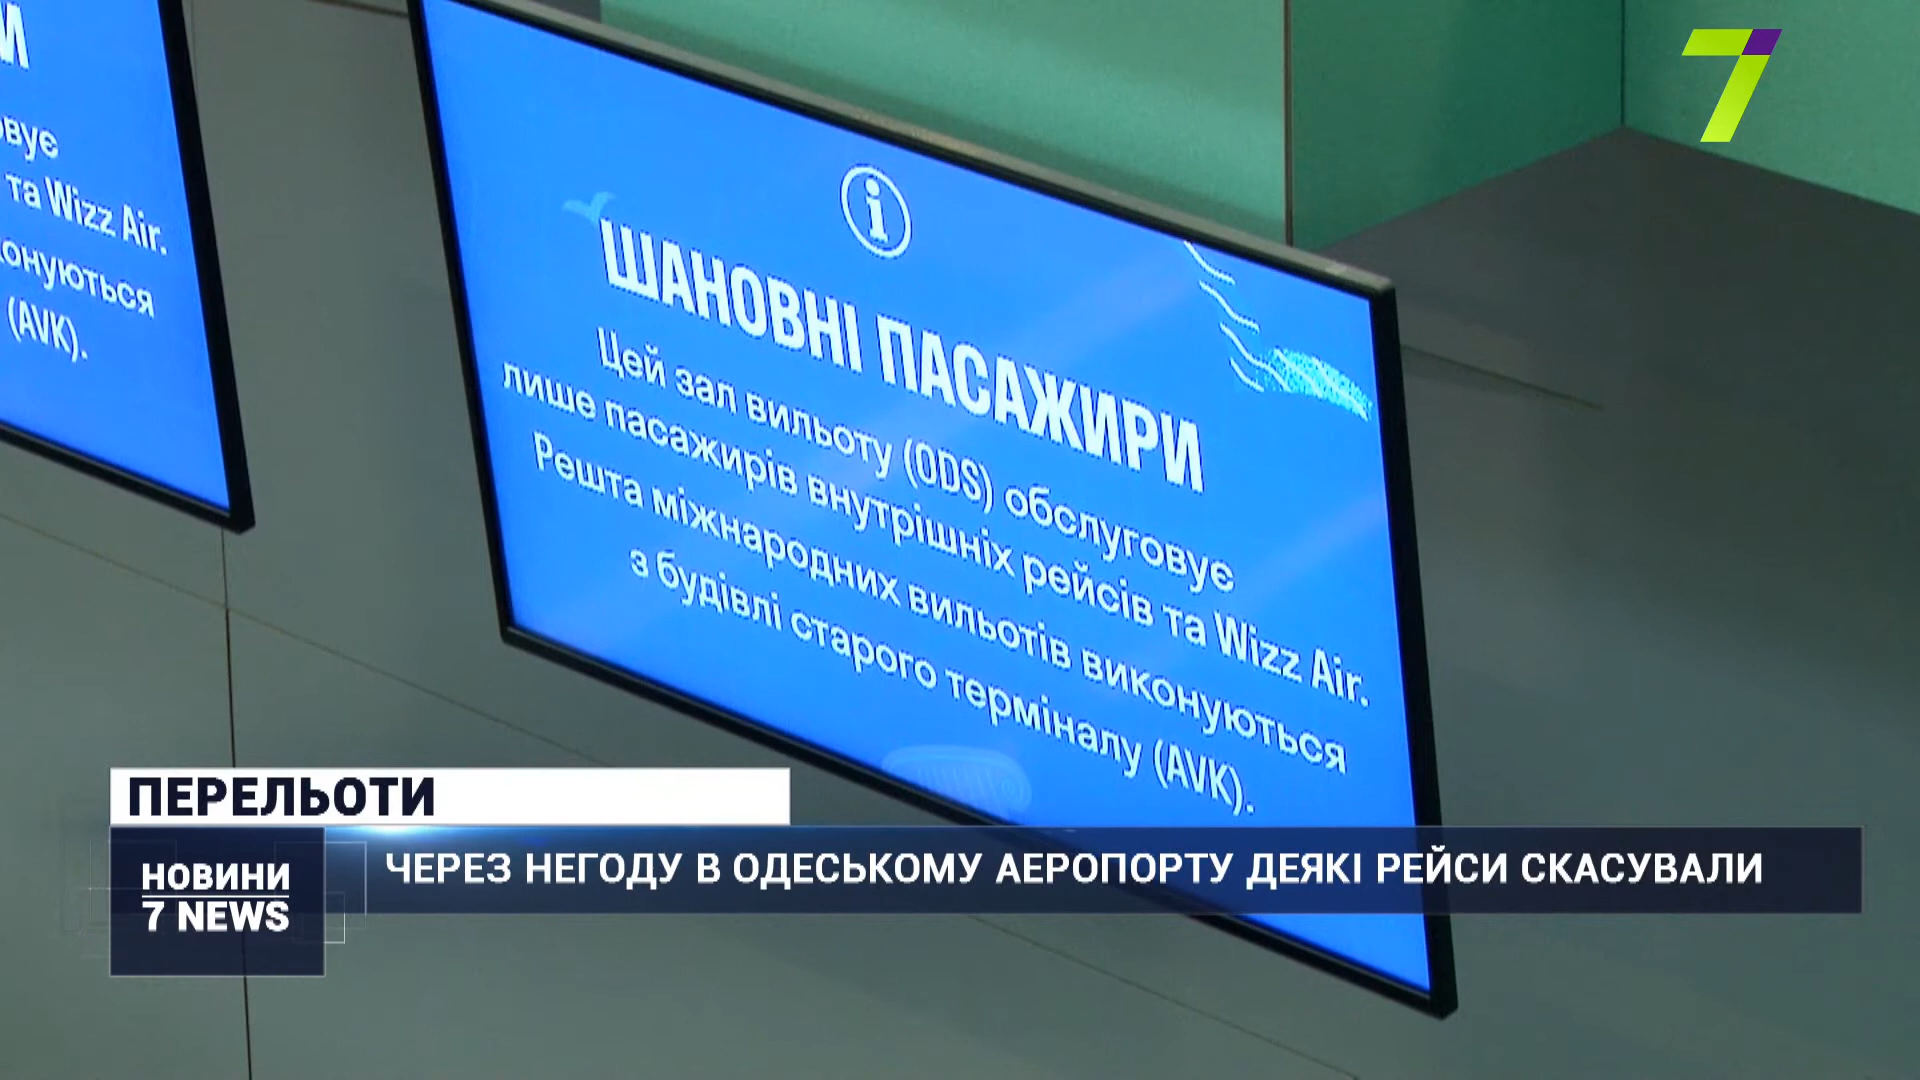 7
И
овує
та Wizz Air.
онуються
(AVK).
i
ШАНОВНІ ПАСАЖИРИ
Цей зал вильоту (ODS) обслуговує
лише пасажирів внутрішніх рейсів та Wizz Air.
Решта міжнародних вильотів виконуються
з будівлі старого терміналу (AVK).
ПЕРЕЛЬОТИ
ЧЕРЕЗ НЕГОДУ В ОДЕСЬКОМУ АЕРОПОРТУ ДЕЯКІ РЕЙСИ СКАСУВАЛИ
НОВИНИ
7 NEWS